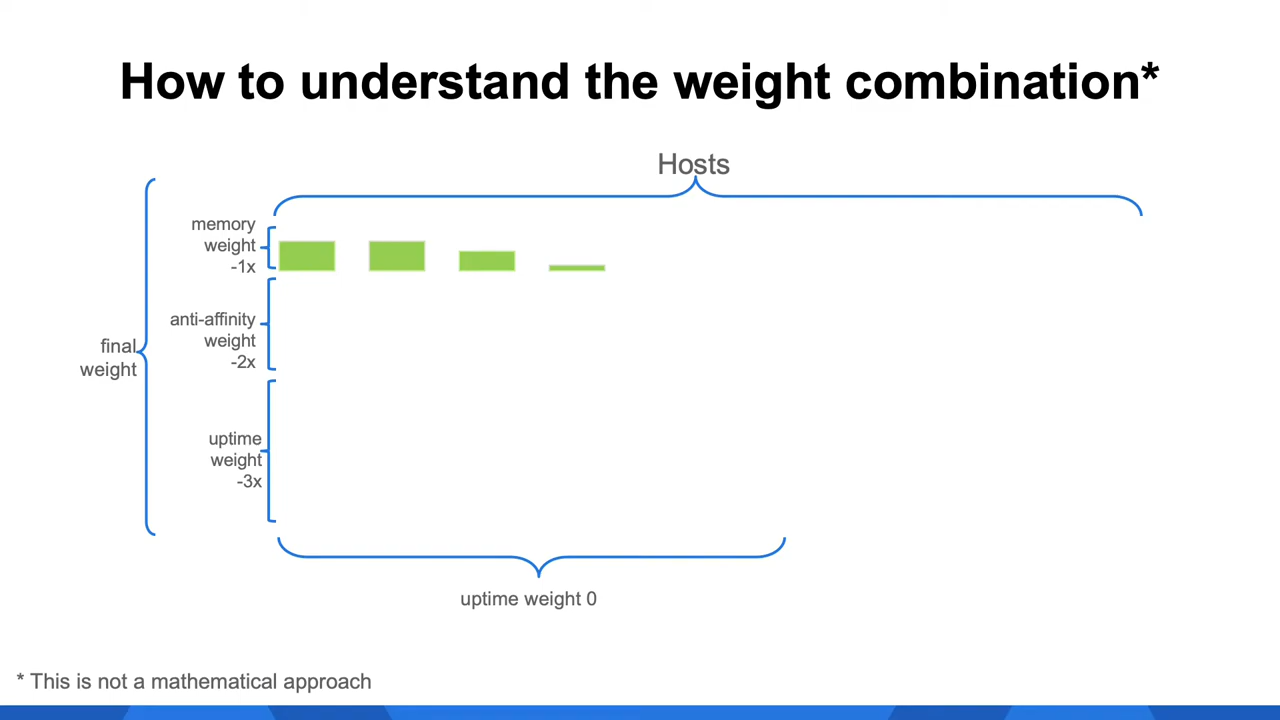 How to understand the weight combination*
Hosts
memory
weight
-1x
anti-affinity
weight
-2x
final
weight
uptime
weight
-3x
uptime weight 0
* This is not a mathematical approach